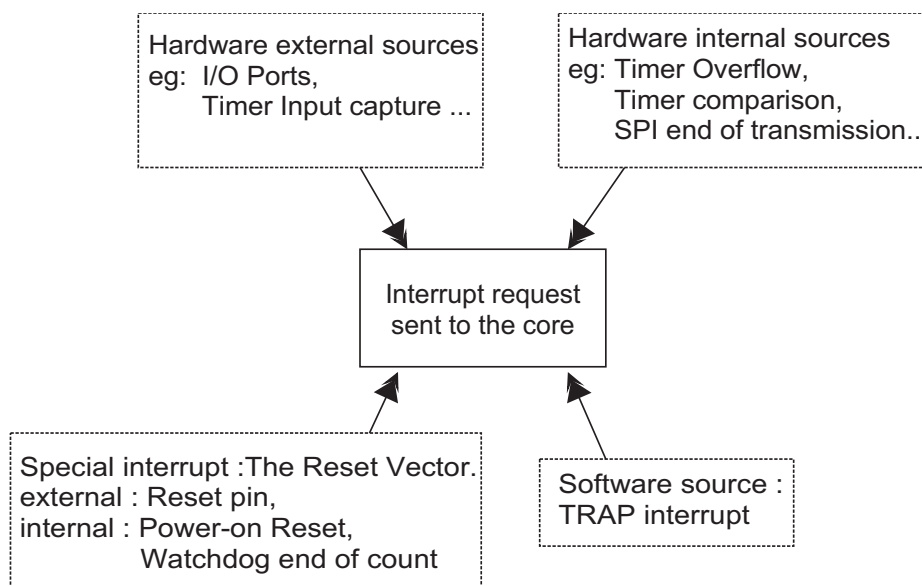 Hardware external sources
eg: I/O Ports,
Timer Input capture ...
Hardware internal sources
eg: Timer Overflow,
Timer comparison,
SPI end of transmission..
Interrupt request
sent to the core
Special interrupt :The Reset Vector.
external : Reset pin,
internal : Power-on Reset,
Watchdog end of count
Software source :
TRAP interrupt